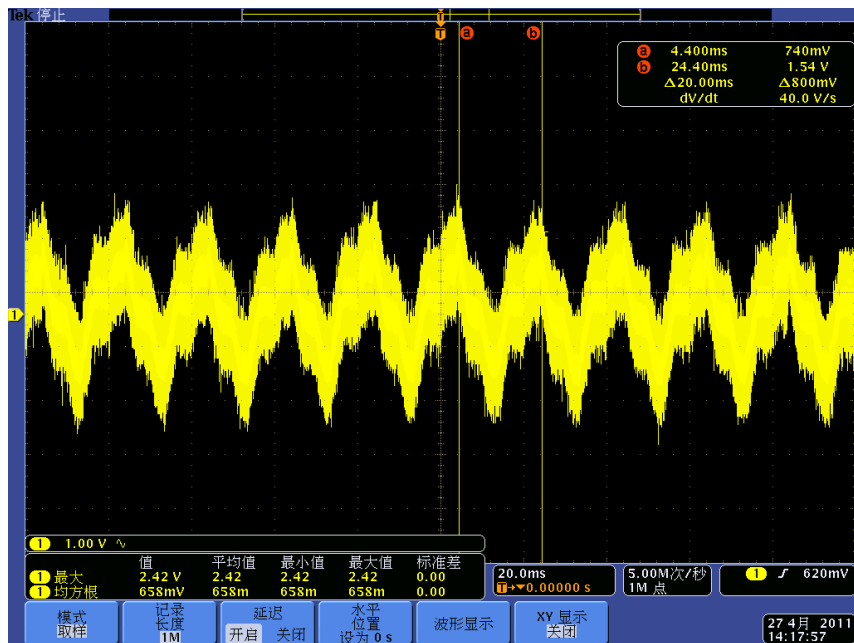 Tek 停止
T
T a b
a 4.400ms 740mV
b 24.40ms 1.54 V
Δ20.00ms Δ800mV
dV/dt 40.0 V/s
1
1 1.00 V ∿
值 平均值 最小值 最大值 标准差
1 最大 2.42 V 2.42 2.42 2.42 0.00
1 均方根 658mV 658m 658m 658m 0.00
20.0ms
T→▼0.00000 s
5.00M次/秒
1M 点
1 ʃ 620mV
模式
取样
记录
长度
1M
延迟
开启 关闭
水平
位置
设为 0 s
波形显示
XY 显示
关闭
27 4月 2011
14:17:57